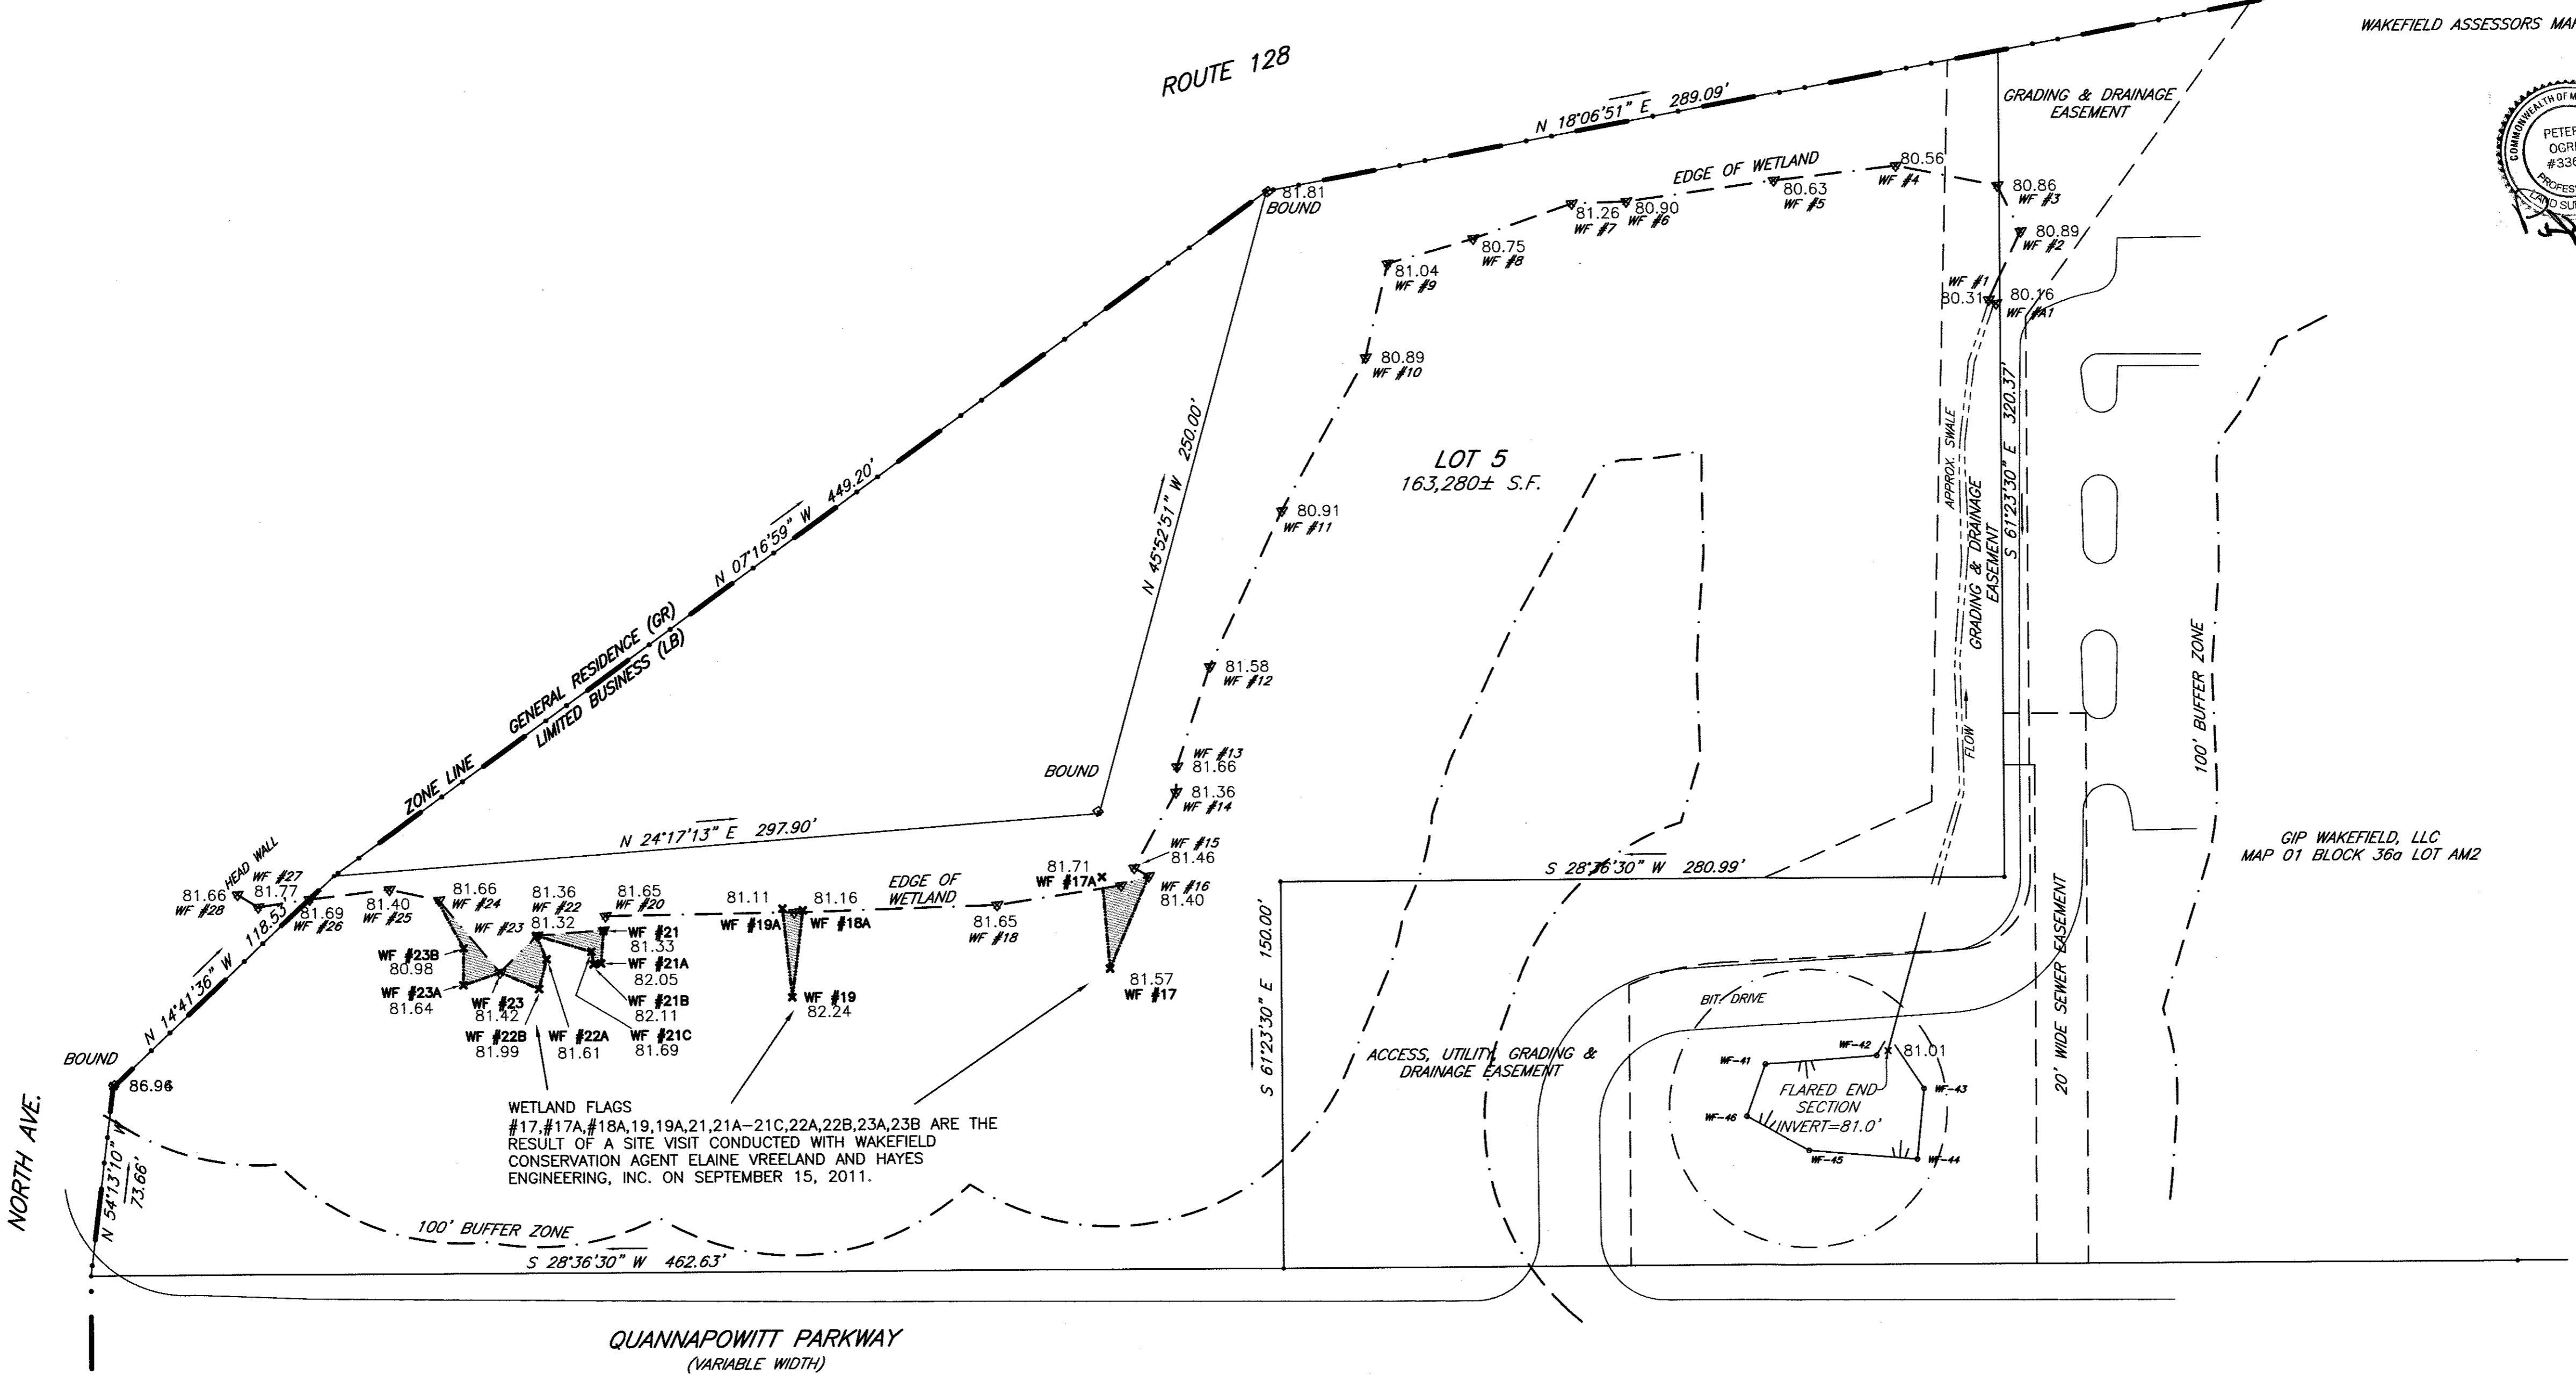 WAKEFIELD ASSESSORS MAP
ROUTE 128
N 18°06'51" E 289.09'
GRADING & DRAINAGE
EASEMENT
COMMONWEALTH OF M
PETER
OGR
#336
PROFES
LAND SU
81.81
BOUND
EDGE OF WETLAND
80.56
WF #4
80.63
WF #5
80.86
WF #3
80.89
WF #2
WF #1
80.31
80.16
WF #A1
81.26
WF #7
80.90
WF #6
80.75
WF #8
81.04
WF #9
80.89
WF #10
80.91
WF #11
81.58
WF #12
WF #13
81.66
81.36
WF #14
WF #15
81.46
WF #16
81.40
LOT 5
163,280± S.F.
N 45°52'51" W 250.00'
N 07°16'59" W 449.20'
GENERAL RESIDENCE (GR)
LIMITED BUSINESS (LB)
ZONE LINE
BOUND
N 24°17'13" E 297.90'
APPROX. SWALE
GRADING & DRAINAGE
EASEMENT
S 61°23'30" E 320.37'
FLOW
100' BUFFER ZONE
GIP WAKEFIELD, LLC
MAP 01 BLOCK 36a LOT AM2
S 28°36'30" W 280.99'
S 61°23'30" E 150.00'
20' WIDE SEWER EASEMENT
HEAD WALL
81.66
WF #28
WF #27
81.77
81.69
WF #26
81.40
WF #25
81.66
WF #24
WF #23
81.36
WF #22
81.32
81.65
WF #20
WF #21
81.33
WF #21A
82.05
WF #21B
82.11
WF #21C
81.69
WF #23B
80.98
WF #23A
81.64
WF #23
81.42
WF #22B
81.99
WF #22A
81.61
81.11
WF #19A
81.16
WF #18A
WF #19
82.24
EDGE OF
WETLAND
81.65
WF #18
81.71
WF #17A
81.57
WF #17
N 14°41'36" W 118.53'
BOUND
86.96
N 54°13'10" W
73.66'
NORTH AVE.
WETLAND FLAGS
#17,#17A,#18A,19,19A,21,21A-21C,22A,22B,23A,23B ARE THE
RESULT OF A SITE VISIT CONDUCTED WITH WAKEFIELD
CONSERVATION AGENT ELAINE VREELAND AND HAYES
ENGINEERING, INC. ON SEPTEMBER 15, 2011.
100' BUFFER ZONE
S 28°36'30" W 462.63'
BIT. DRIVE
ACCESS, UTILITY, GRADING &
DRAINAGE EASEMENT
WF-41
WF-42
81.01
WF-43
FLARED END
SECTION
INVERT=81.0'
WF-46
WF-45
WF-44
QUANNAPOWITT PARKWAY
(VARIABLE WIDTH)